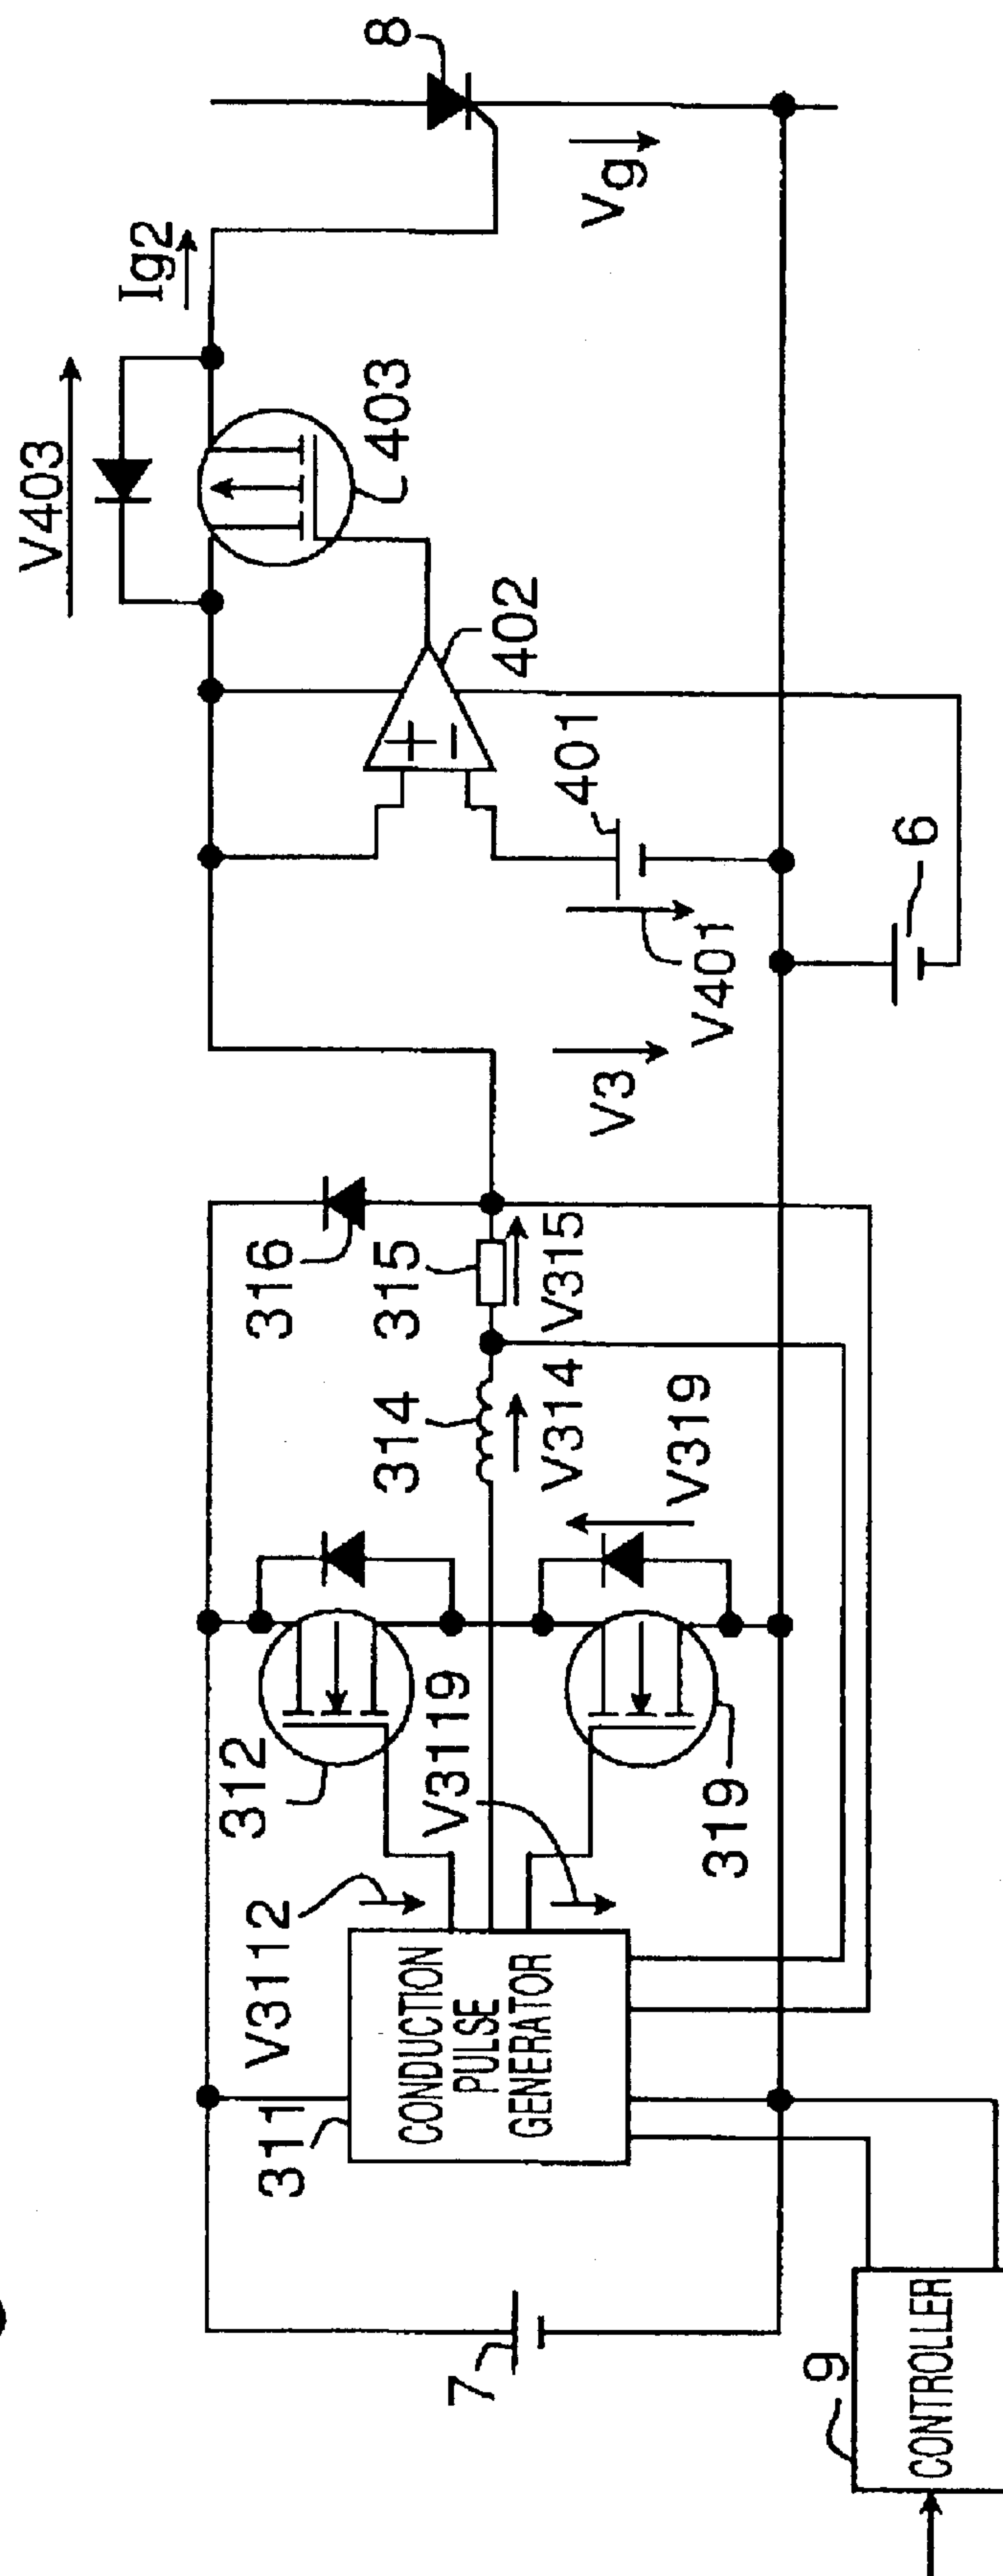 V403
Ig2
8
403
402
Vg
401
V401
6
V3
316
315
V315
314
V314
V319
312
V3119
319
V3112
311
CONDUCTION
PULSE
GENERATOR
7
9
CONTROLLER